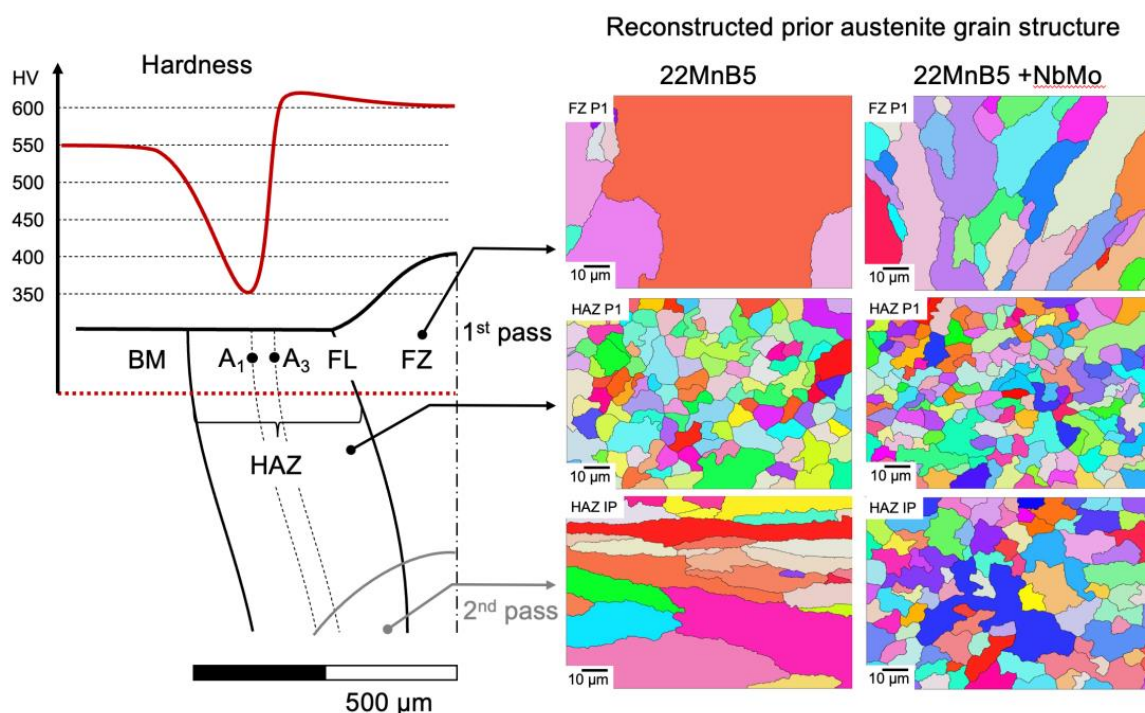 Reconstructed prior austenite grain structure
22MnB5
22MnB5 +NbMo
Hardness
HV
600
550
500
450
400
350
BM
A₁
A₃
FL
FZ
1st pass
HAZ
2nd pass
500 µm
FZ P1
10 µm
FZ P1
10 µm
HAZ P1
10 µm
HAZ P1
10 µm
HAZ IP
10 µm
HAZ IP
10 µm